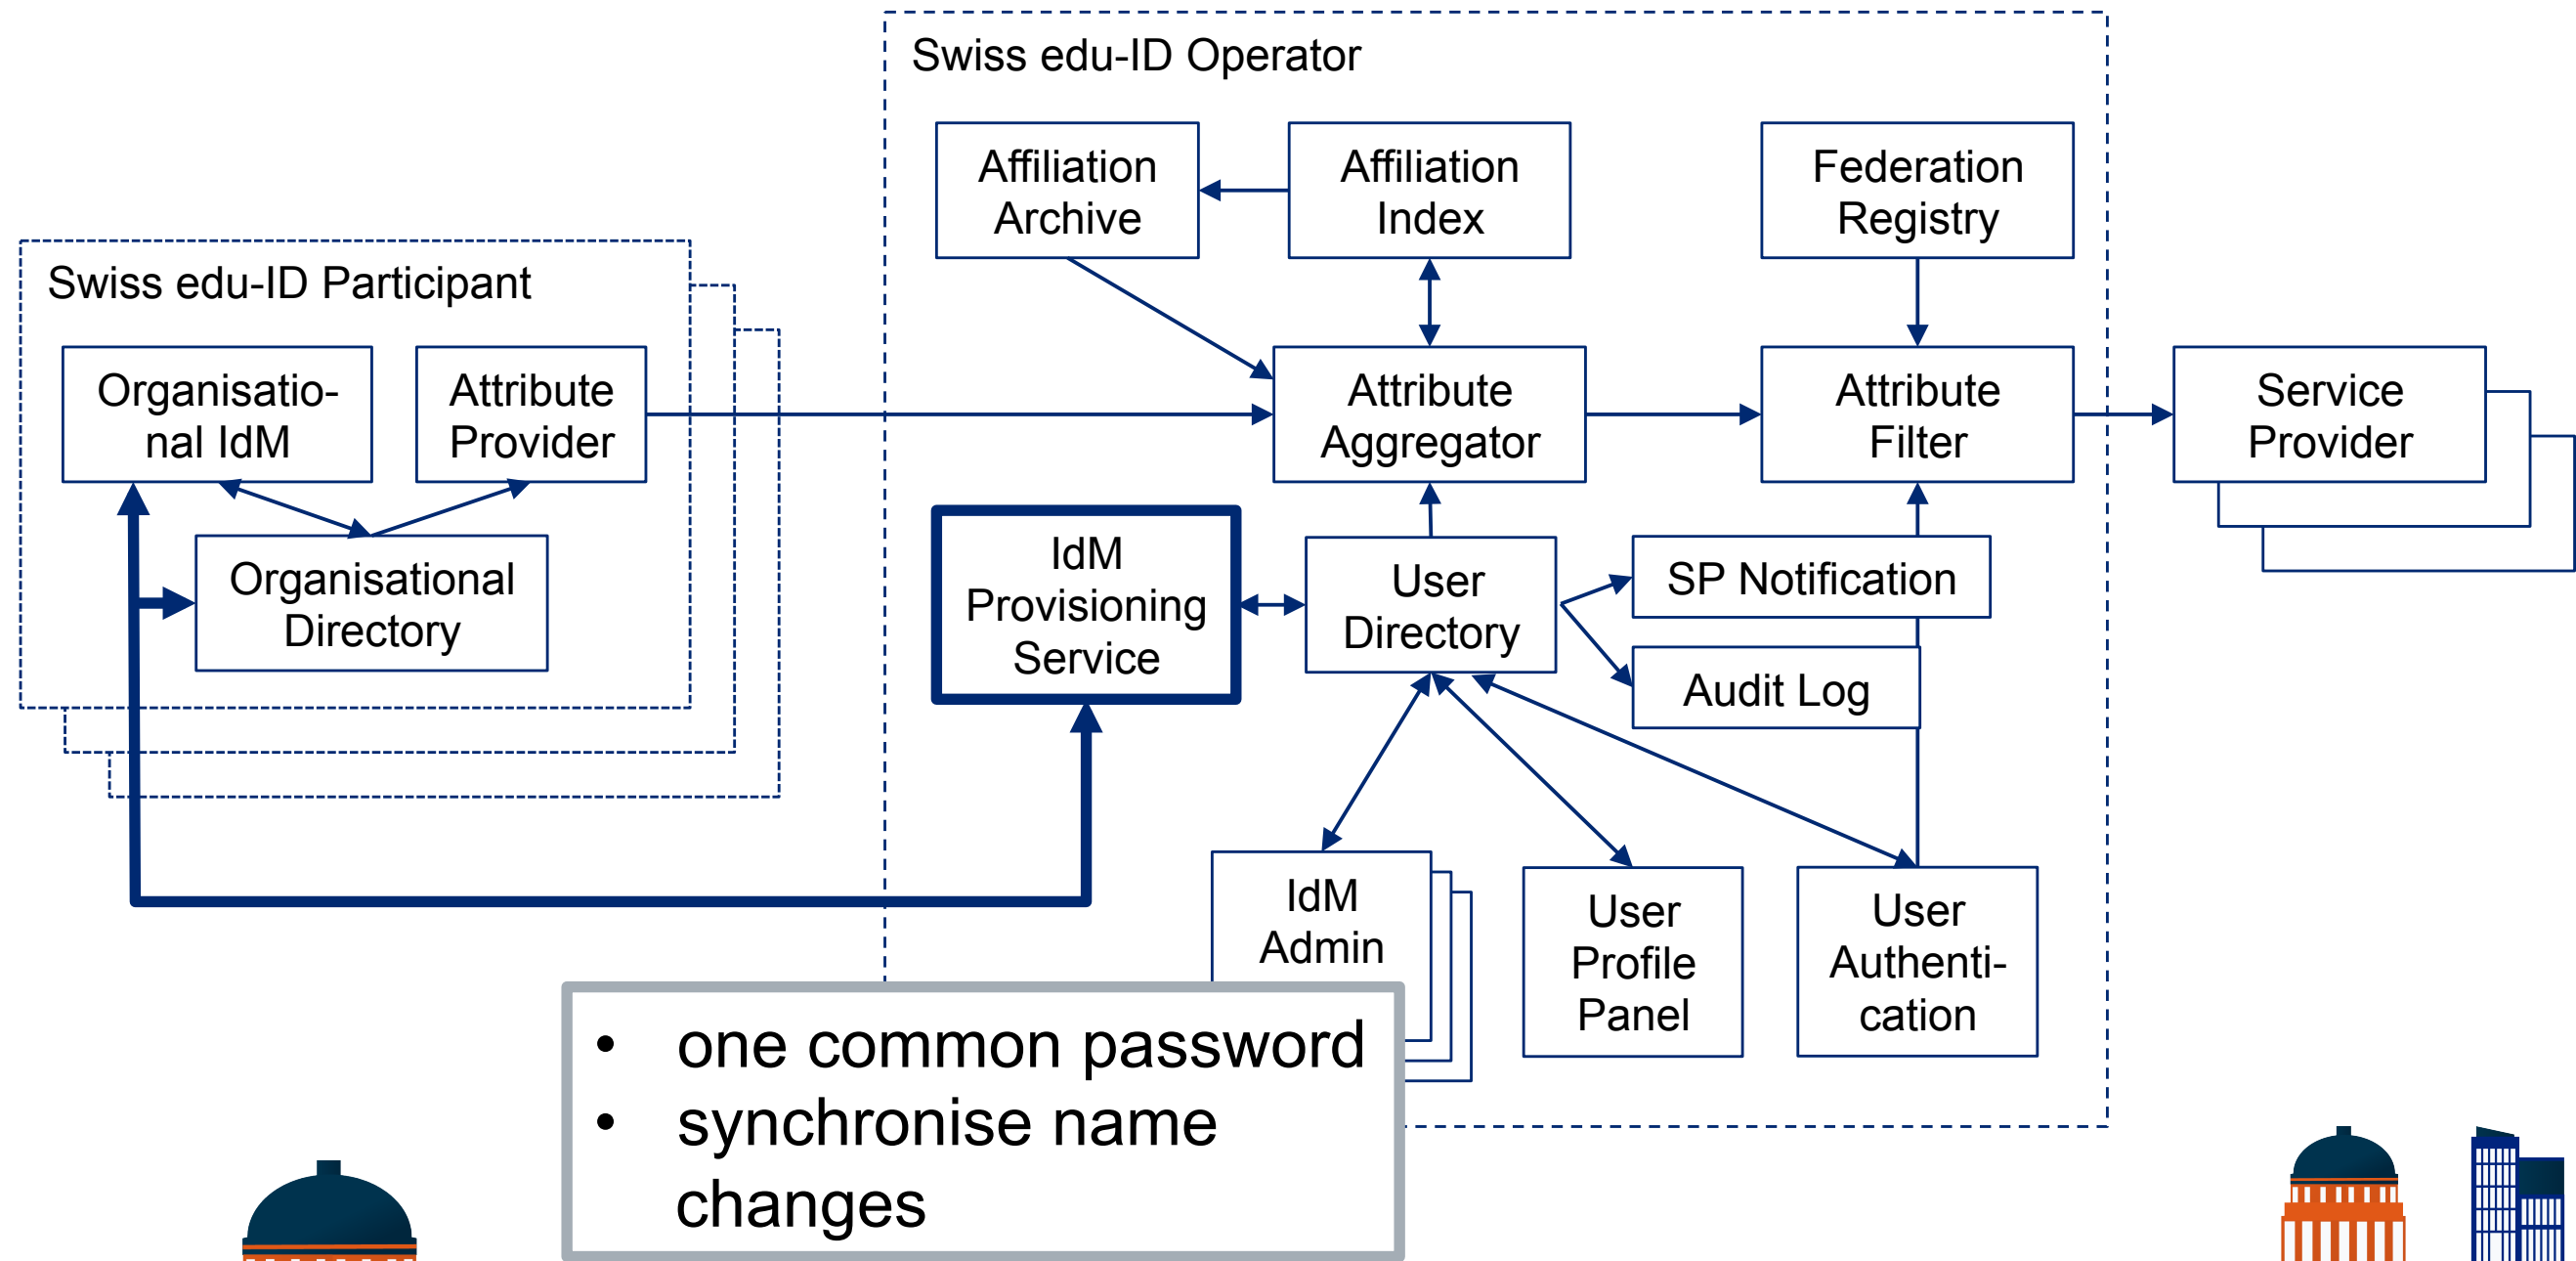 Swiss edu-ID Operator
Affiliation
Archive
Affiliation
Index
Federation
Registry
Swiss edu-ID Participant
Organisatio-
nal IdM
Attribute
Provider
Attribute
Aggregator
Attribute
Filter
Service
Provider
Organisational
Directory
IdM
Provisioning
Service
User
Directory
SP Notification
Audit Log
IdM
Admin
User
Profile
Panel
User
Authenti-
cation
• one common password
• synchronise name
changes